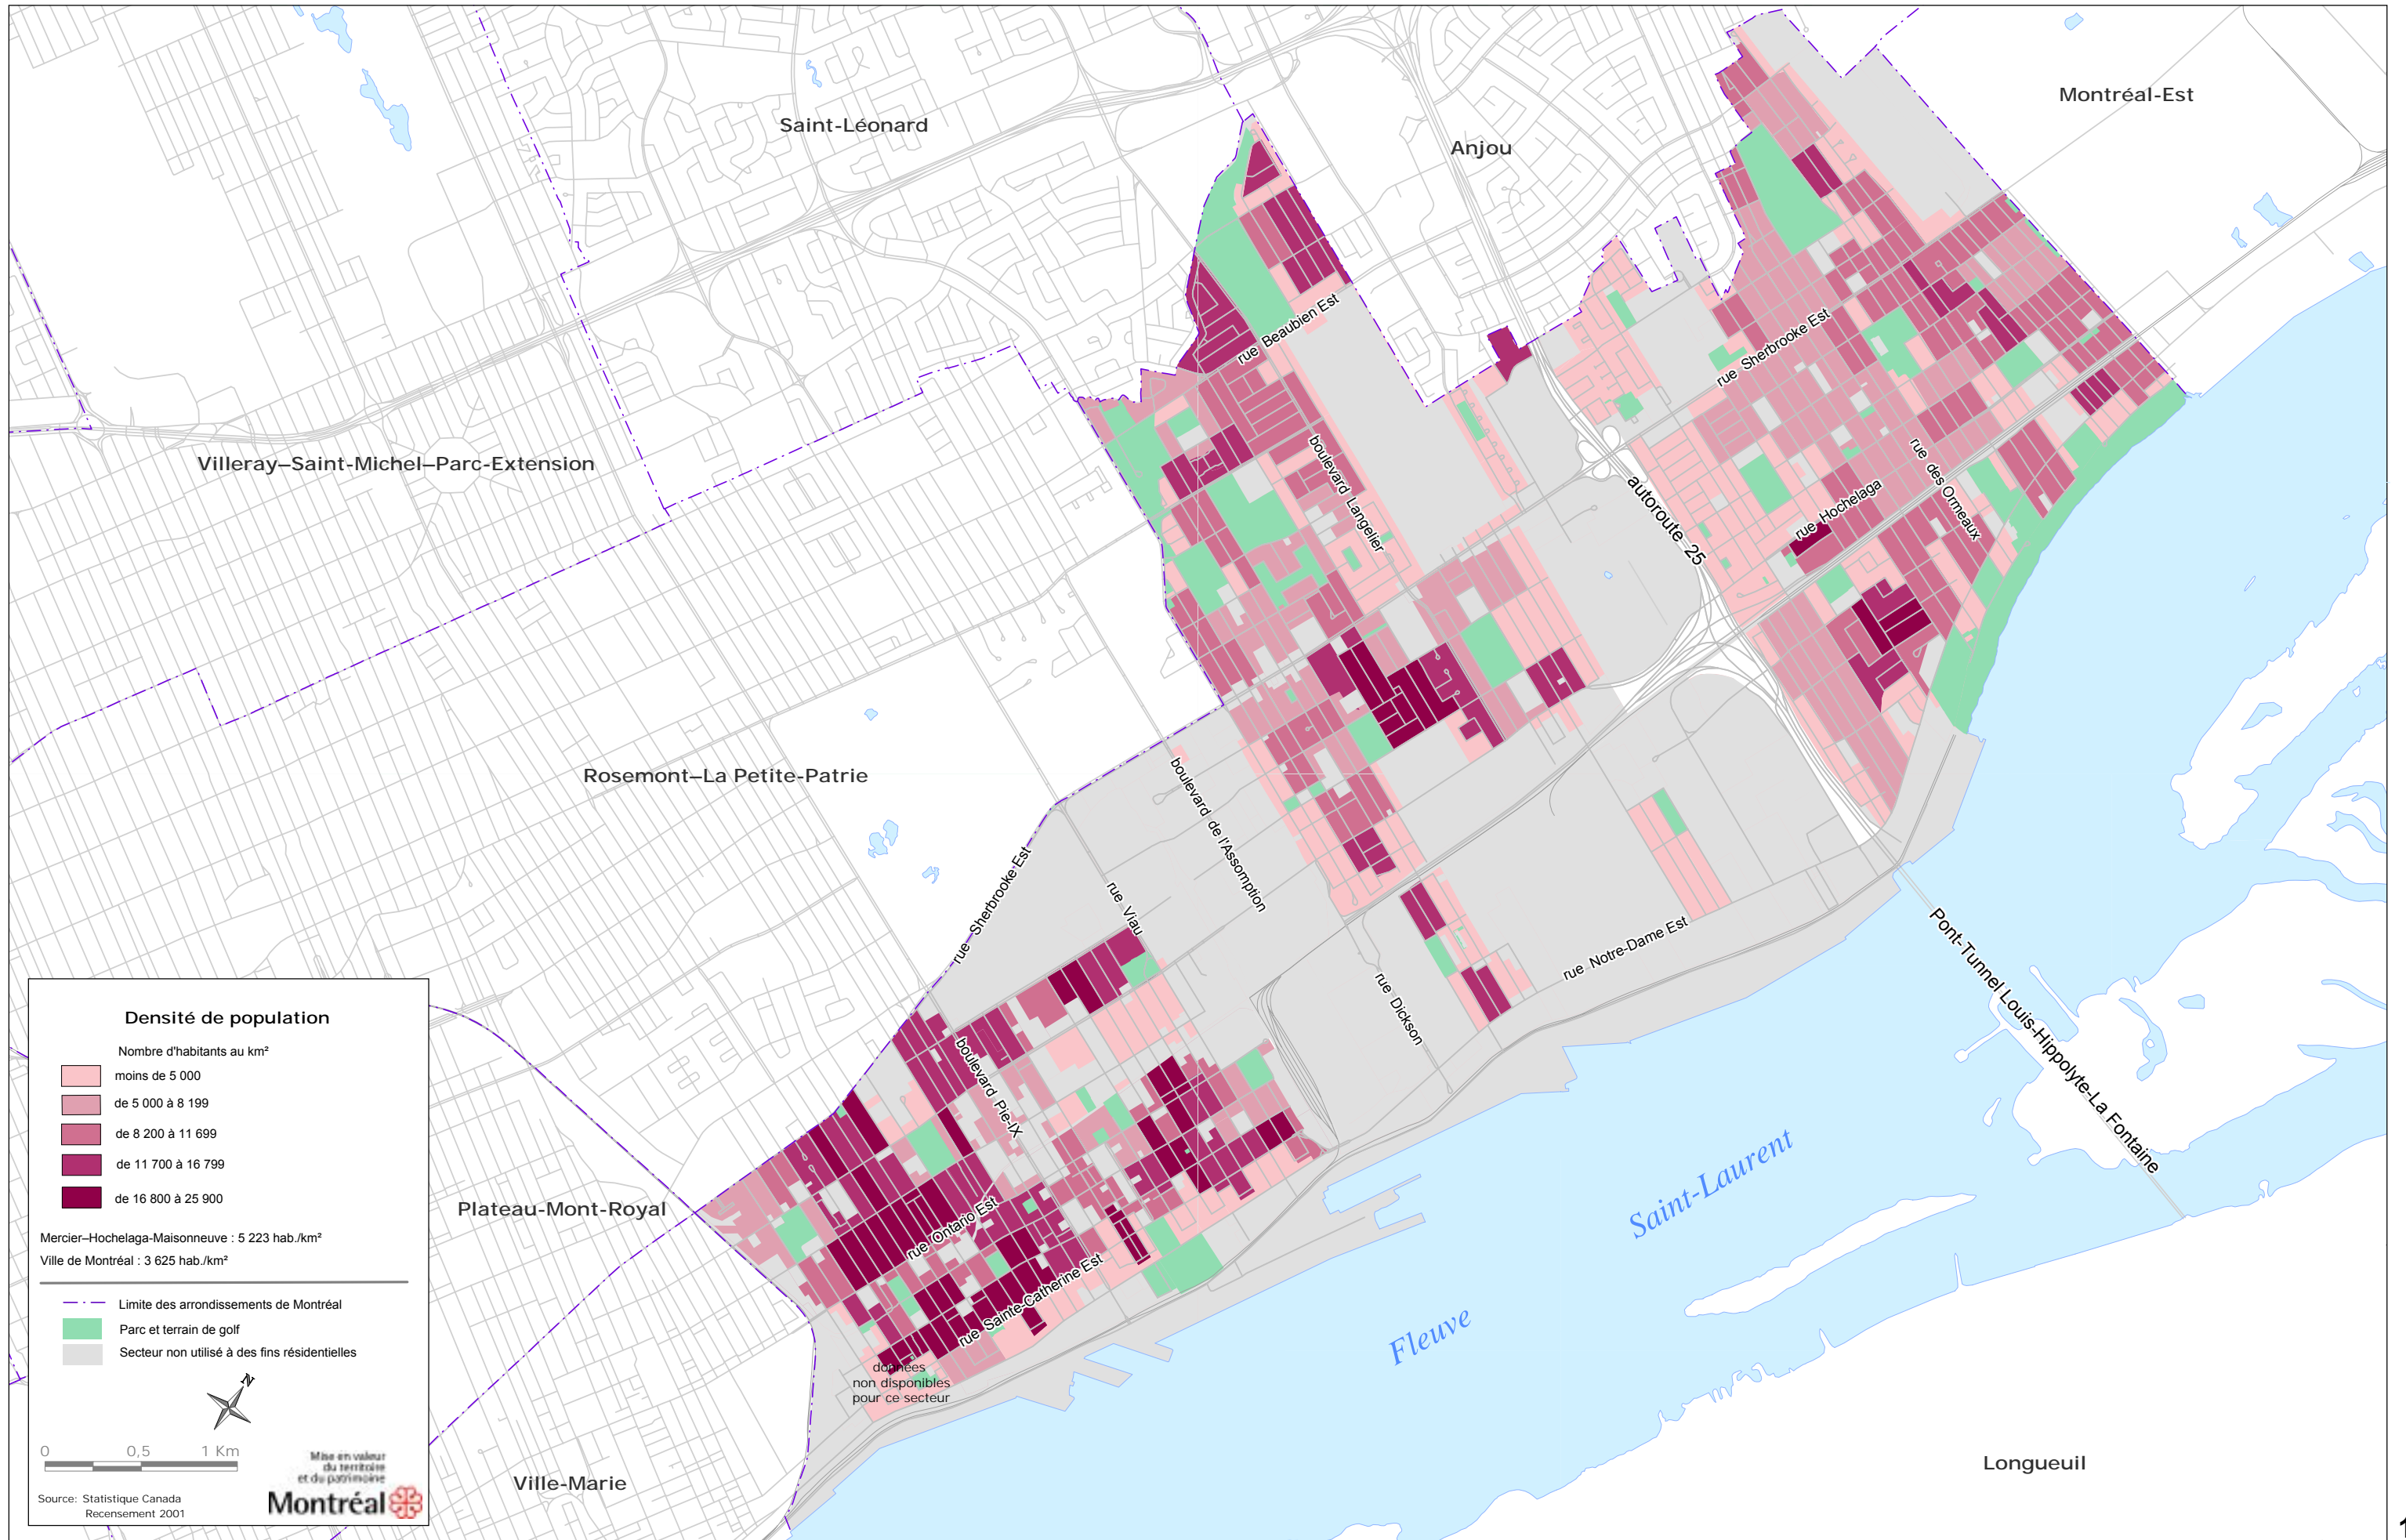 Montréal-Est
Saint-Léonard
Anjou
rue Beaubien Est
rue Sherbrooke Est
Villeray–Saint-Michel–Parc-Extension
boulevard Langelier
autoroute 25
rue Hochelaga
rue des Ormeaux
Rosemont–La Petite-Patrie
boulevard de l'Assomption
rue Sherbrooke Est
rue Viau
rue Dickson
rue Notre-Dame Est
Pont-Tunnel Louis-Hippolyte-La Fontaine
boulevard Pie-IX
Plateau-Mont-Royal
rue Ontario Est
rue Sainte-Catherine Est
données
non disponibles
pour ce secteur
Fleuve
Saint-Laurent
Ville-Marie
Longueuil
Densité de population
Nombre d'habitants au km²
moins de 5 000
de 5 000 à 8 199
de 8 200 à 11 699
de 11 700 à 16 799
de 16 800 à 25 900
Mercier–Hochelaga-Maisonneuve : 5 223 hab./km²
Ville de Montréal : 3 625 hab./km²
Limite des arrondissements de Montréal
Parc et terrain de golf
Secteur non utilisé à des fins résidentielles
N
0 0,5 1 Km
Mise en valeur
du territoire
et du patrimoine
Montréal
Source: Statistique Canada
Recensement 2001